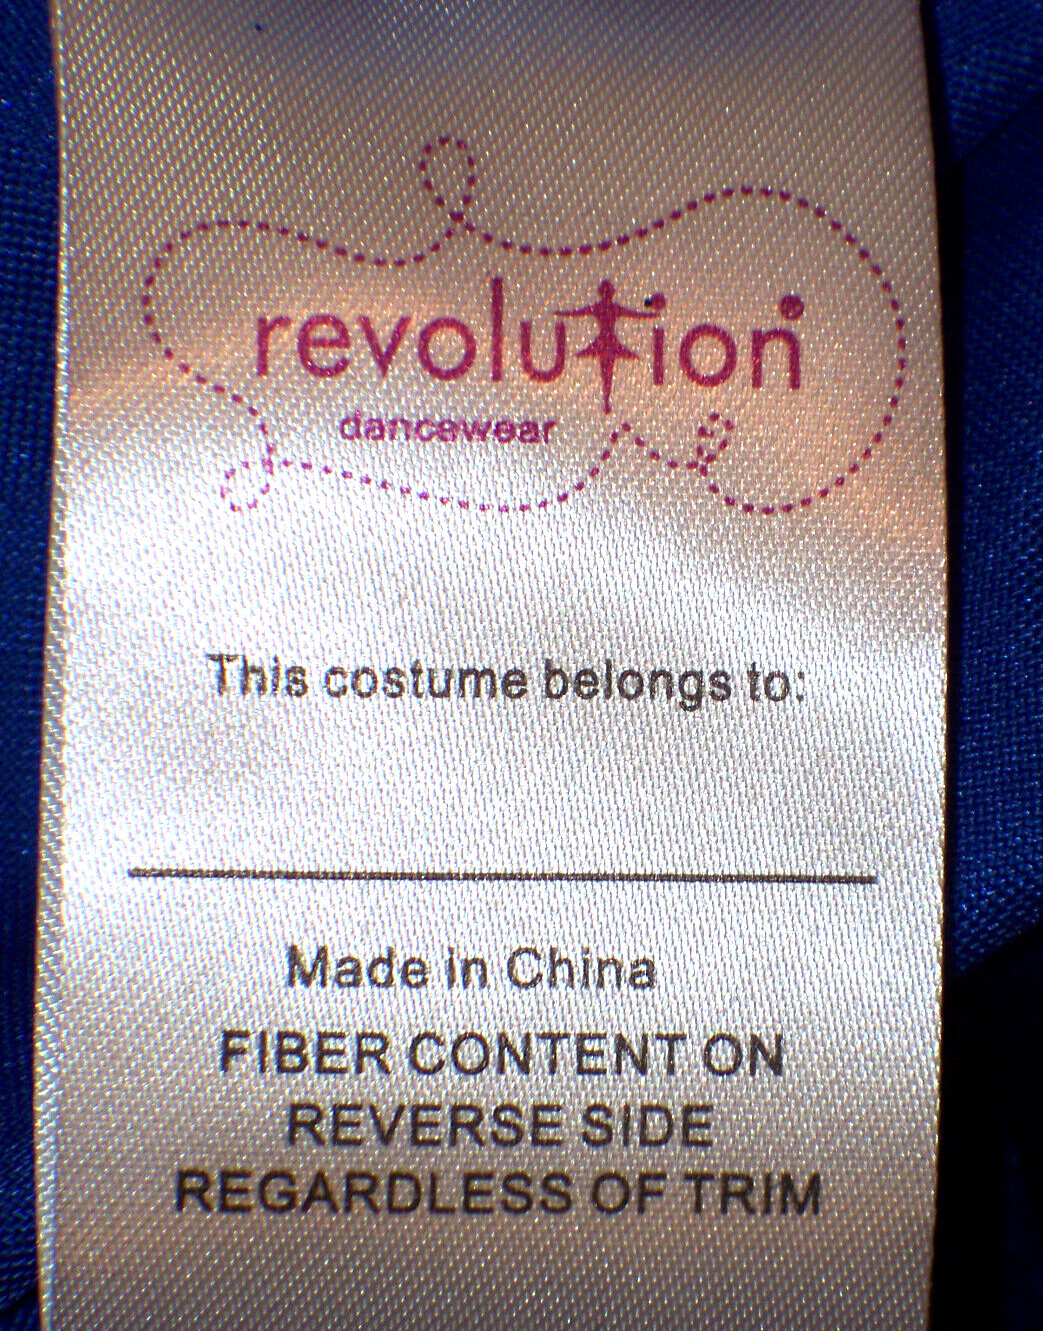 revolution
dancewear
This costume belongs to:
Made in China
FIBER CONTENT ON
REVERSE SIDE
REGARDLESS OF TRIM